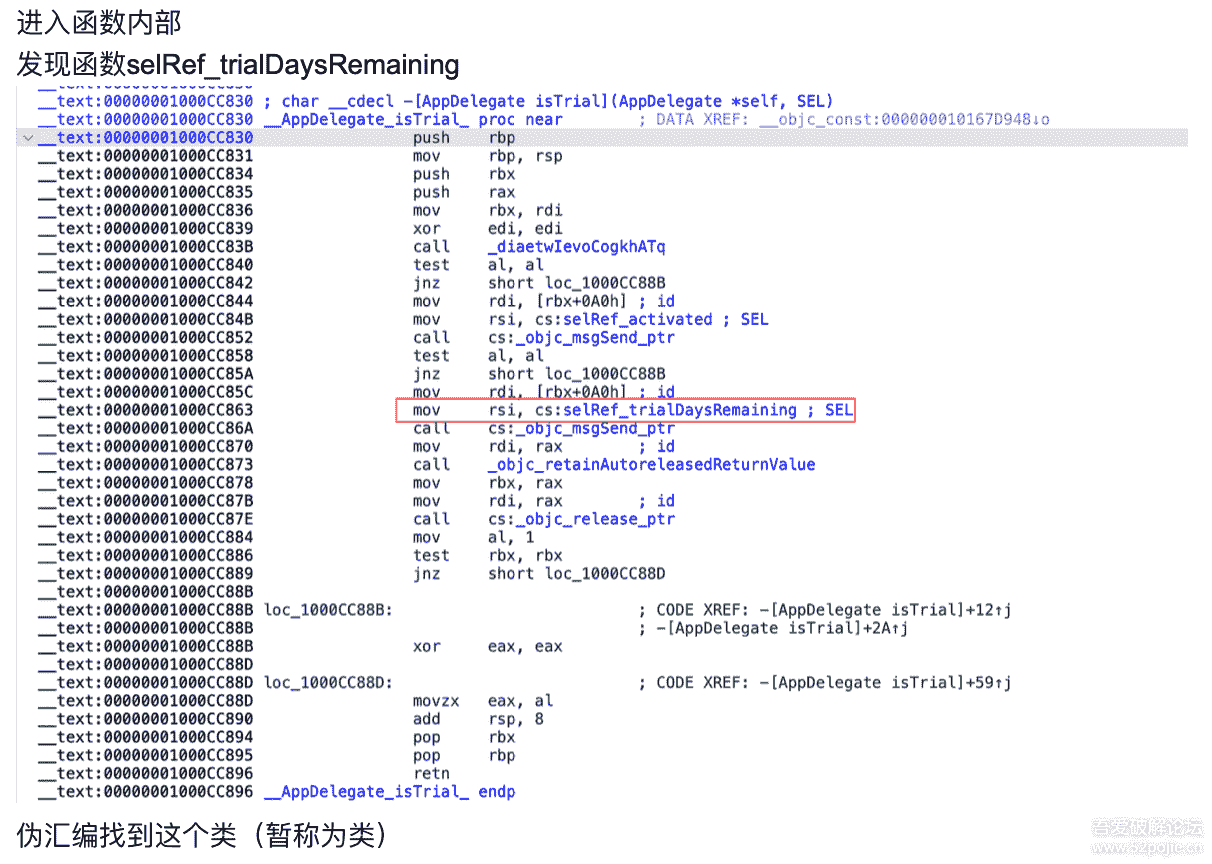 进入函数内部
发现函数selRef_trialDaysRemaining
__text:00000001000CC830 ; char __cdecl -[AppDelegate isTrial](AppDelegate *self, SEL)
__text:00000001000CC830 __AppDelegate_isTrial_ proc near ; DATA XREF: __objc_const:000000010167D948↓o
__text:00000001000CC830 push rbp
__text:00000001000CC831 mov rbp, rsp
__text:00000001000CC834 push rbx
__text:00000001000CC835 push rax
__text:00000001000CC836 mov rbx, rdi
__text:00000001000CC839 xor edi, edi
__text:00000001000CC83B call _diaetwIevoCogkhATq
__text:00000001000CC840 test al, al
__text:00000001000CC842 jnz short loc_1000CC88B
__text:00000001000CC844 mov rdi, [rbx+0A0h] ; id
__text:00000001000CC84B mov rsi, cs:selRef_activated ; SEL
__text:00000001000CC852 call cs:_objc_msgSend_ptr
__text:00000001000CC858 test al, al
__text:00000001000CC85A jnz short loc_1000CC88B
__text:00000001000CC85C mov rdi, [rbx+0A0h] ; id
__text:00000001000CC863 mov rsi, cs:selRef_trialDaysRemaining ; SEL
__text:00000001000CC86A call cs:_objc_msgSend_ptr
__text:00000001000CC870 mov rdi, rax ; id
__text:00000001000CC873 call _objc_retainAutoreleasedReturnValue
__text:00000001000CC878 mov rbx, rax
__text:00000001000CC87B mov rdi, rax ; id
__text:00000001000CC87E call cs:_objc_release_ptr
__text:00000001000CC884 mov al, 1
__text:00000001000CC886 test rbx, rbx
__text:00000001000CC889 jnz short loc_1000CC88D
__text:00000001000CC88B
__text:00000001000CC88B loc_1000CC88B: ; CODE XREF: -[AppDelegate isTrial]+12↑j
__text:00000001000CC88B ; -[AppDelegate isTrial]+2A↑j
__text:00000001000CC88B xor eax, eax
__text:00000001000CC88D
__text:00000001000CC88D loc_1000CC88D: ; CODE XREF: -[AppDelegate isTrial]+59↑j
__text:00000001000CC88D movzx eax, al
__text:00000001000CC890 add rsp, 8
__text:00000001000CC894 pop rbx
__text:00000001000CC895 pop rbp
__text:00000001000CC896 retn
__text:00000001000CC896 __AppDelegate_isTrial_ endp
伪汇编找到这个类（暂称为类）
吾爱破解论坛
www.52pojie.cn